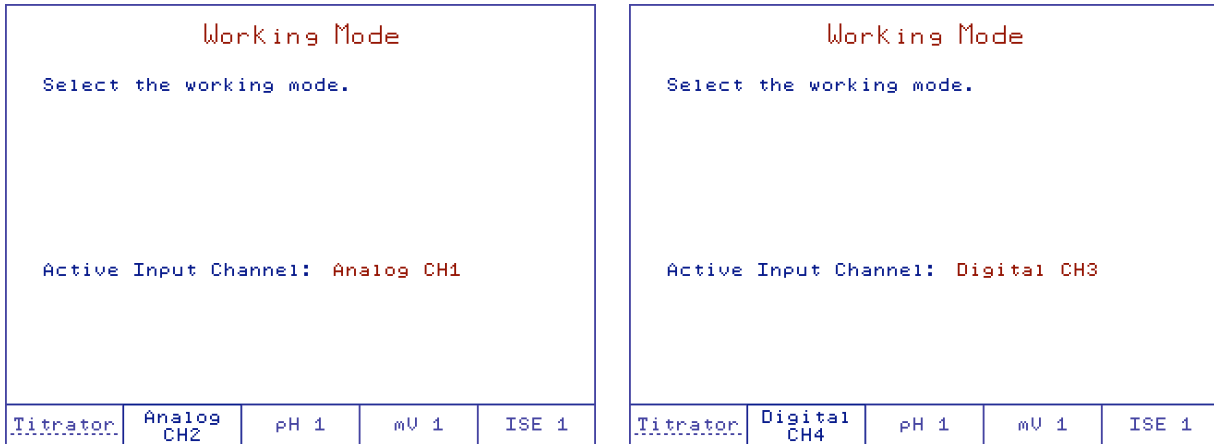 Working Mode
Select the working mode.
Active Input Channel: Analog CH1
Titrator
Analog
CH2
pH 1
mV 1
ISE 1
Working Mode
Select the working mode.
Active Input Channel: Digital CH3
Titrator
Digital
CH4
pH 1
mV 1
ISE 1